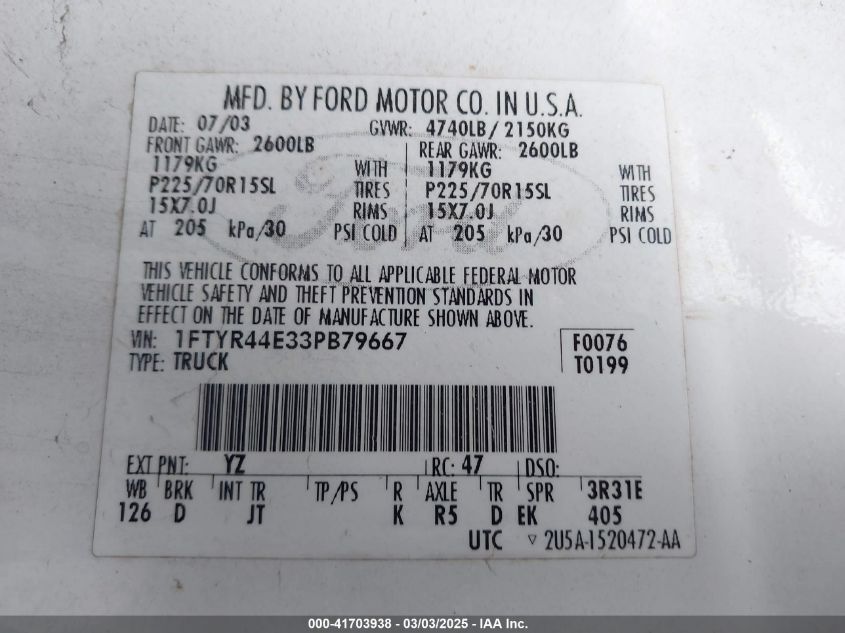 MFD. BY FORD MOTOR CO. IN U.S.A.
DATE: 07/03 GVWR: 4740LB/ 2150KG
FRONT GAWR: 2600LB REAR GAWR: 2600LB
1179KG WITH 1179KG WITH
P225/70R15SL TIRES P225/70R15SL TIRES
15X7.0J RIMS 15X7.0J RIMS
AT 205 kPa/30 PSI COLD AT 205 kPa/30 PSI COLD
Ford
THIS VEHICLE CONFORMS TO ALL APPLICABLE FEDERAL MOTOR
VEHICLE SAFETY AND THEFT PREVENTION STANDARDS IN
EFFECT ON THE DATE OF MANUFACTURE SHOWN ABOVE.
VIN: 1FTYR44E33PB79667 F0076
TYPE: TRUCK T0199
EXT PNT: YZ RC: 47 DSO:
WB BRK INT TR TP/PS R AXLE TR SPR 3R31E
126 D JT K R5 D EK 405
UTC ▽ 2U5A-1520472-AA
000-41703938 - 03/03/2025 - IAA Inc.